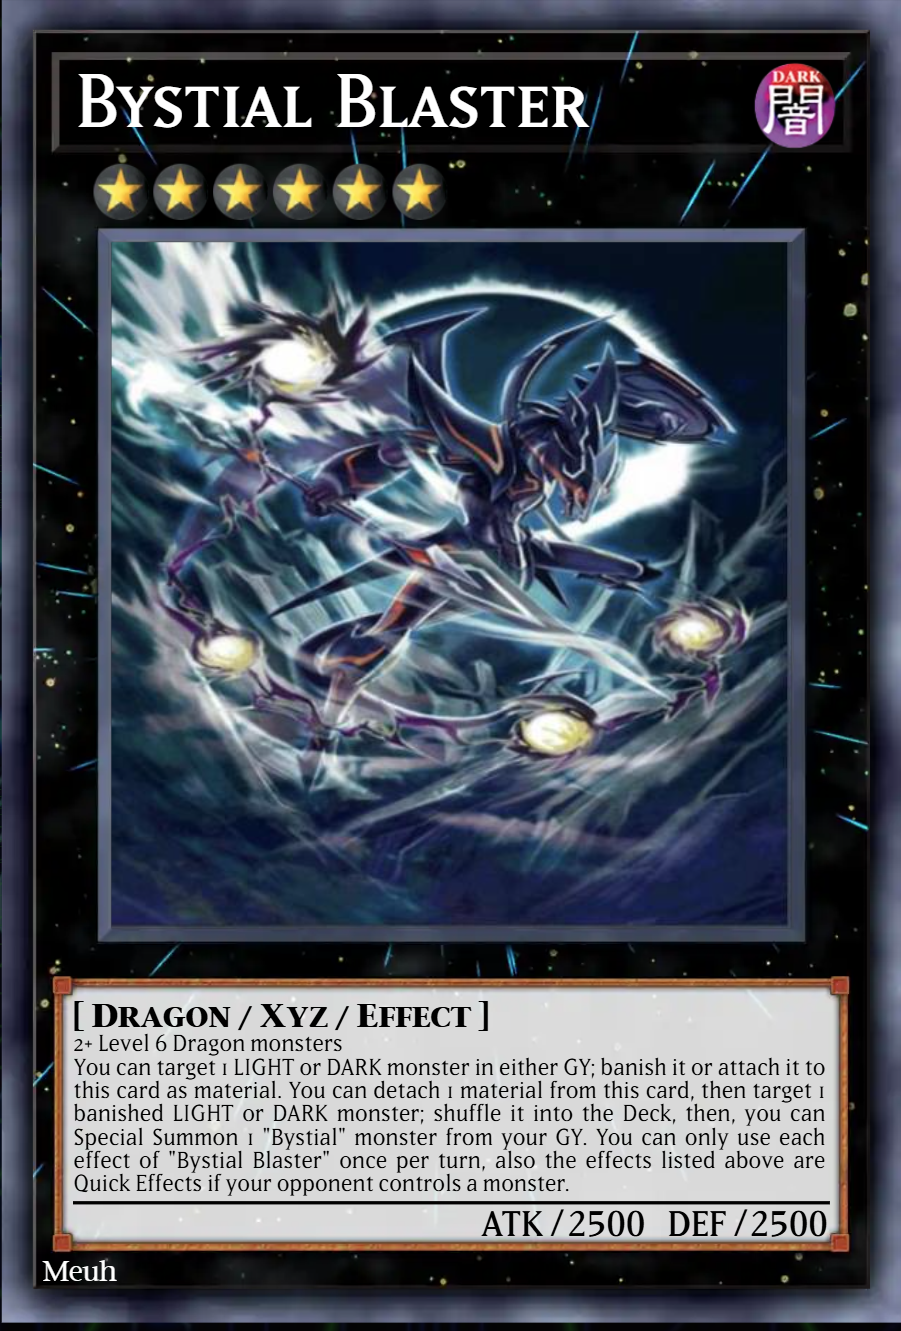 Bystial Blaster
DARK
闇
[ Dragon / Xyz / Effect ]
2+ Level 6 Dragon monsters
You can target 1 LIGHT or DARK monster in either GY; banish it or attach it to
this card as material. You can detach 1 material from this card, then target 1
banished LIGHT or DARK monster; shuffle it into the Deck, then, you can
Special Summon 1 "Bystial" monster from your GY. You can only use each
effect of "Bystial Blaster" once per turn, also the effects listed above are
Quick Effects if your opponent controls a monster.
ATK / 2500 DEF / 2500
Meuh